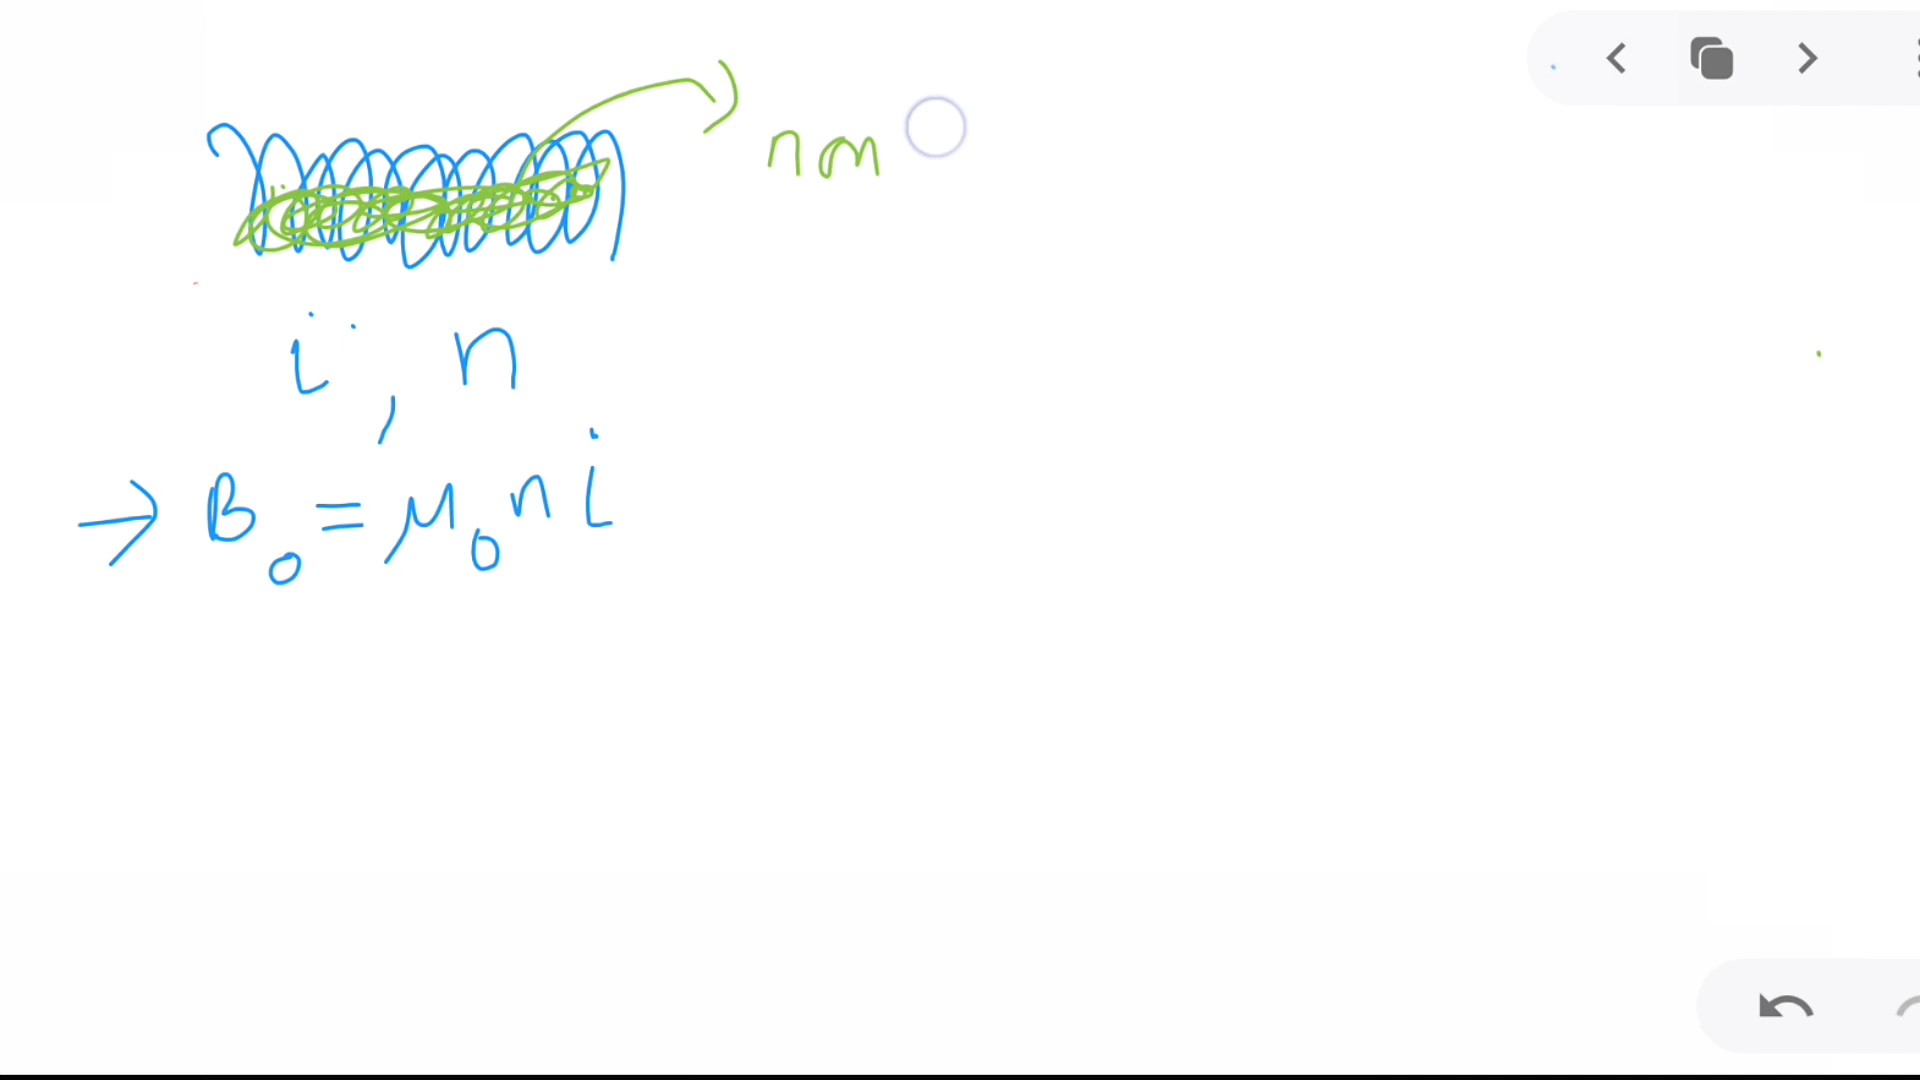 nm
i, n
→ B₀ = μ₀ n i